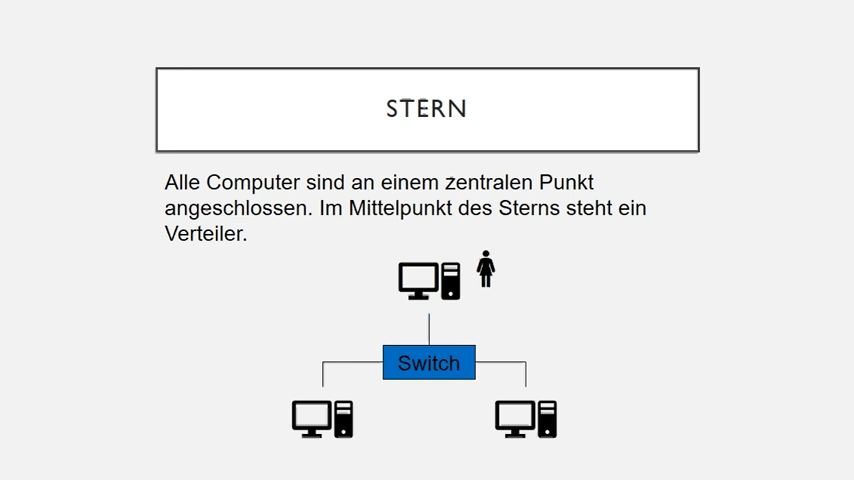 STERN
Alle Computer sind an einem zentralen Punkt
angeschlossen. Im Mittelpunkt des Sterns steht ein
Verteiler.
Switch